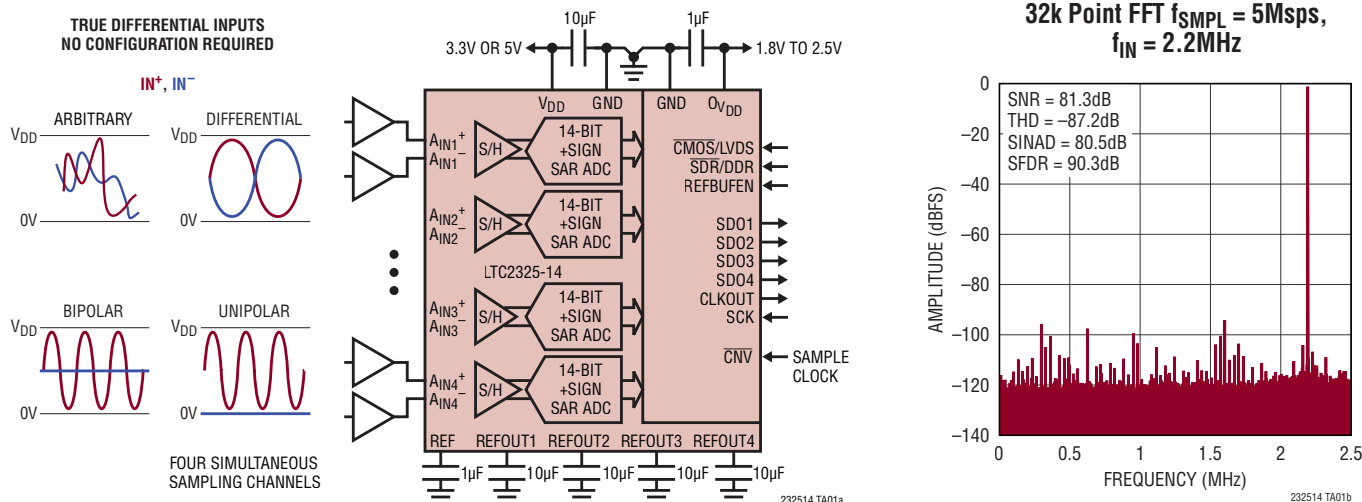 TRUE DIFFERENTIAL INPUTS
NO CONFIGURATION REQUIRED
IN+, IN−
ARBITRARY
VDD
0V
DIFFERENTIAL
BIPOLAR
VDD
0V
UNIPOLAR
VDD
0V
FOUR SIMULTANEOUS
SAMPLING CHANNELS
10µF
1µF
3.3V OR 5V
1.8V TO 2.5V
VDD
GND
GND
OVDD
AIN1+
AIN1−
S/H
14-BIT
+SIGN
SAR ADC
AIN2+
AIN2−
S/H
14-BIT
+SIGN
SAR ADC
LTC2325-14
AIN3+
AIN3−
S/H
14-BIT
+SIGN
SAR ADC
AIN4+
AIN4−
S/H
14-BIT
+SIGN
SAR ADC
CMOS/LVDS
SDR/DDR
REFBUFEN
SDO1
SDO2
SDO3
SDO4
CLKOUT
SCK
CNV
SAMPLE
CLOCK
REF
REFOUT1
REFOUT2
REFOUT3
REFOUT4
1µF
10µF
10µF
10µF
10µF
232514 TA01a
32k Point FFT fSMPL = 5Msps,
fIN = 2.2MHz
SNR = 81.3dB
THD = –87.2dB
SINAD = 80.5dB
SFDR = 90.3dB
AMPLITUDE (dBFS)
0
–20
–40
–60
–80
–100
–120
–140
0
0.5
1
1.5
2
2.5
FREQUENCY (MHz)
232514 TA01b